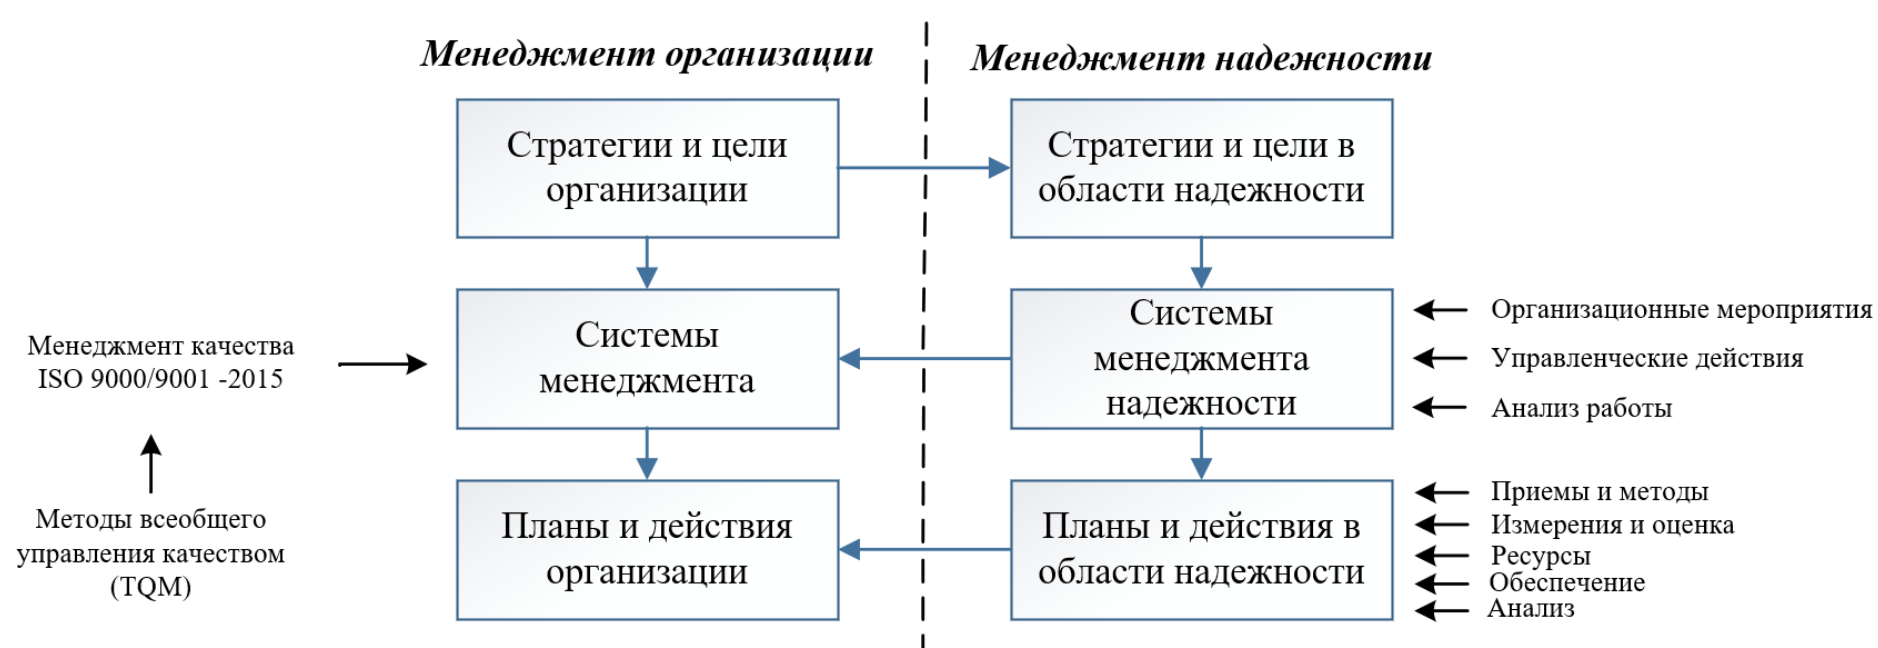 Менеджмент организации
Менеджмент надежности
Стратегии и цели
организации
Стратегии и цели в
области надежности
Менеджмент качества
ISO 9000/9001 -2015
Системы
менеджмента
Системы
менеджмента
надежности
Организационные мероприятия
Управленческие действия
Анализ работы
Методы всеобщего
управления качеством
(TQM)
Планы и действия
организации
Планы и действия в
области надежности
Приемы и методы
Измерения и оценка
Ресурсы
Обеспечение
Анализ